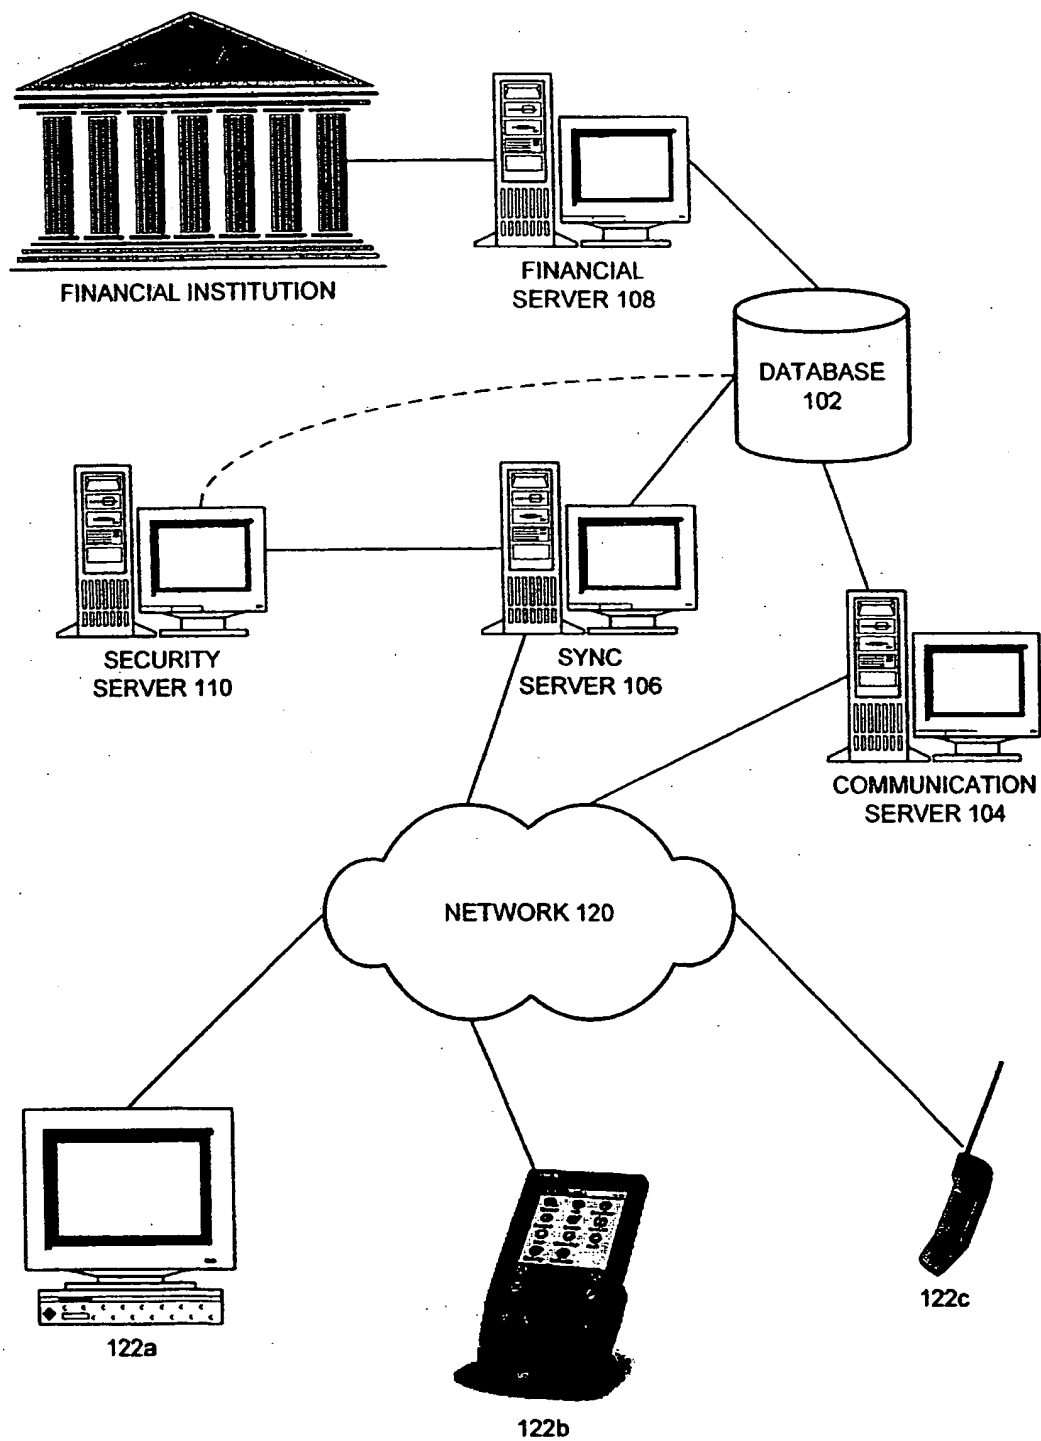 FINANCIAL INSTITUTION
FINANCIAL
SERVER 108
DATABASE
102
SECURITY
SERVER 110
SYNC
SERVER 106
COMMUNICATION
SERVER 104
NETWORK 120
122a
122b
122c